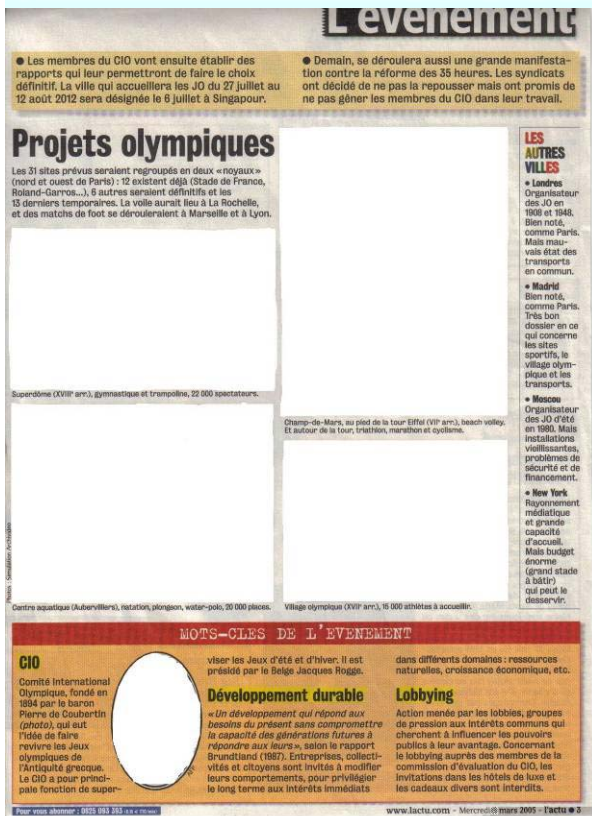 L'événement
● Les membres du CIO vont ensuite établir des
rapports qui leur permettront de faire le choix
définitif. La ville qui accueillera les JO du 27 juillet au
12 août 2012 sera désignée le 6 juillet à Singapour.
● Demain, se déroulera aussi une grande manifesta-
tion contre la réforme des 35 heures. Les syndicats
ont décidé de ne pas la repousser mais ont promis de
ne pas gêner les membres du CIO dans leur travail.
Projets olympiques
Les 31 sites prévus seraient regroupés en deux «noyaux»
(nord et ouest de Paris) : 12 existent déjà (Stade de France,
Roland-Garros...), 6 autres seraient définitifs et les
13 derniers temporaires. La voile aurait lieu à La Rochelle,
et des matchs de foot se dérouleraient à Marseille et à Lyon.
Superdôme (XVIIIe arr.), gymnastique et trampoline, 22 000 spectateurs.
Champ-de-Mars, au pied de la tour Eiffel (VIIe arr.), beach volley.
Et autour de la tour, triathlon, marathon et cyclisme.
Photos : Simulation Archivideo
Centre aquatique (Aubervilliers), natation, plongeon, water-polo, 20 000 places.
Village olympique (XVIIe arr.), 15 000 athlètes à accueillir.
LES
AUTRES
VILLES
● Londres
Organisateur
des JO en
1908 et 1948.
Bien noté,
comme Paris.
Mais mau-
vais état des
transports
en commun.
● Madrid
Bien noté,
comme Paris.
Très bon
dossier en ce
qui concerne
les sites
sportifs, le
village olym-
pique et les
transports.
● Moscou
Organisateur
des JO d'été
en 1980. Mais
installations
vieillissantes,
problèmes de
sécurité et de
financement.
● New York
Rayonnement
médiatique
et grande
capacité
d'accueil.
Mais budget
énorme
(grand stade
à bâtir)
qui peut le
desservir.
MOTS-CLES DE L'EVENEMENT
CIO
Comité International
Olympique, fondé en
1894 par le baron
Pierre de Coubertin
(photo), qui eut
l'idée de faire
revivre les Jeux
olympiques de
l'Antiquité grecque.
Le CIO a pour princi-
pale fonction de super-
viser les Jeux d'été et d'hiver. Il est
présidé par le Belge Jacques Rogge.
Développement durable
«Un développement qui répond aux
besoins du présent sans compromettre
la capacité des générations futures à
répondre aux leurs», selon le rapport
Brundtland (1987). Entreprises, collecti-
vités et citoyens sont invités à modifier
leurs comportements, pour privilégier
le long terme aux intérêts immédiats
dans différents domaines : ressources
naturelles, croissance économique, etc.
Lobbying
Action menée par les lobbies, groupes
de pression aux intérêts communs qui
cherchent à influencer les pouvoirs
publics à leur avantage. Concernant
le lobbying auprès des membres de la
commission d'évaluation du CIO, les
invitations dans les hôtels de luxe et
les cadeaux divers sont interdits.
Pour vous abonner : 0825 093 393
www.lactu.com - Mercredi mars 2005 - l'actu ● 3